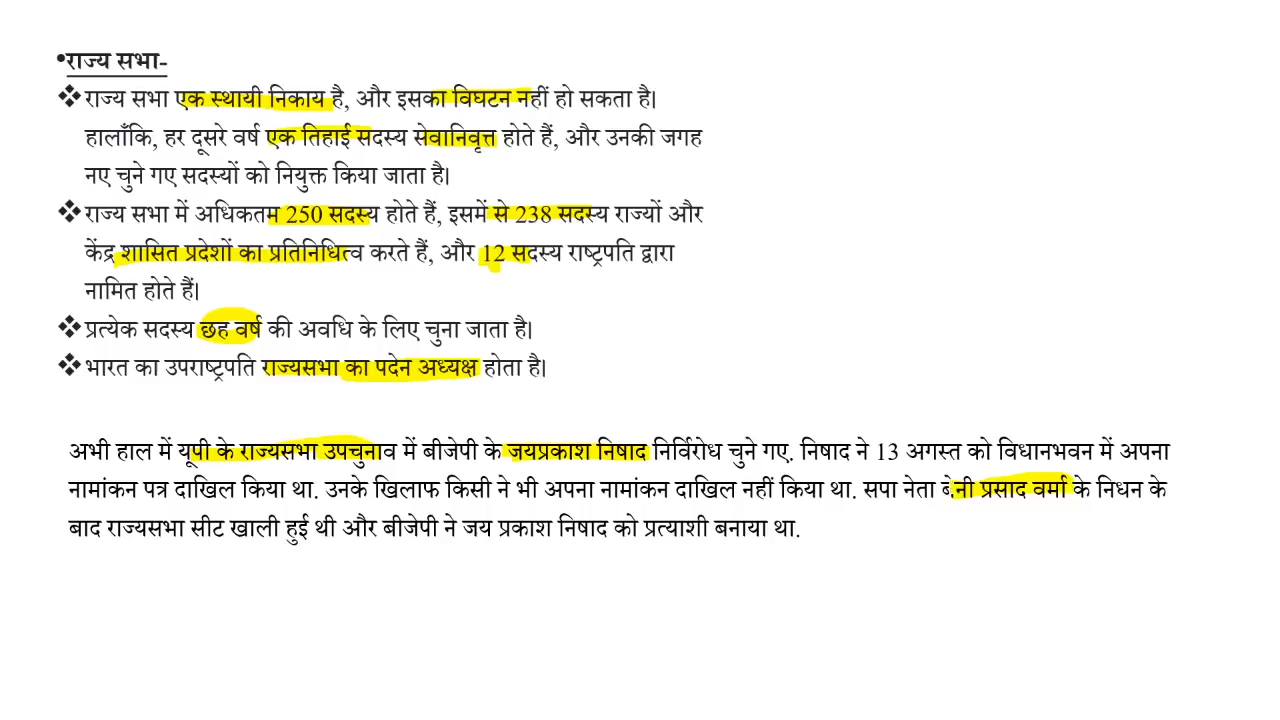 •राज्य सभा-
❖राज्य सभा एक स्थायी निकाय है, और इसका विघटन नहीं हो सकता है।
हालाँकि, हर दूसरे वर्ष एक तिहाई सदस्य सेवानिवृत्त होते हैं, और उनकी जगह
नए चुने गए सदस्यों को नियुक्त किया जाता है।
❖राज्य सभा में अधिकतम 250 सदस्य होते हैं, इसमें से 238 सदस्य राज्यों और
केंद्र शासित प्रदेशों का प्रतिनिधित्व करते हैं, और 12 सदस्य राष्ट्रपति द्वारा
नामित होते हैं।
❖प्रत्येक सदस्य छह वर्ष की अवधि के लिए चुना जाता है।
❖भारत का उपराष्ट्रपति राज्यसभा का पदेन अध्यक्ष होता है।
अभी हाल में यूपी के राज्यसभा उपचुनाव में बीजेपी के जयप्रकाश निषाद निर्विरोध चुने गए. निषाद ने 13 अगस्त को विधानभवन में अपना
नामांकन पत्र दाखिल किया था. उनके खिलाफ किसी ने भी अपना नामांकन दाखिल नहीं किया था. सपा नेता बेनी प्रसाद वर्मा के निधन के
बाद राज्यसभा सीट खाली हुई थी और बीजेपी ने जय प्रकाश निषाद को प्रत्याशी बनाया था.